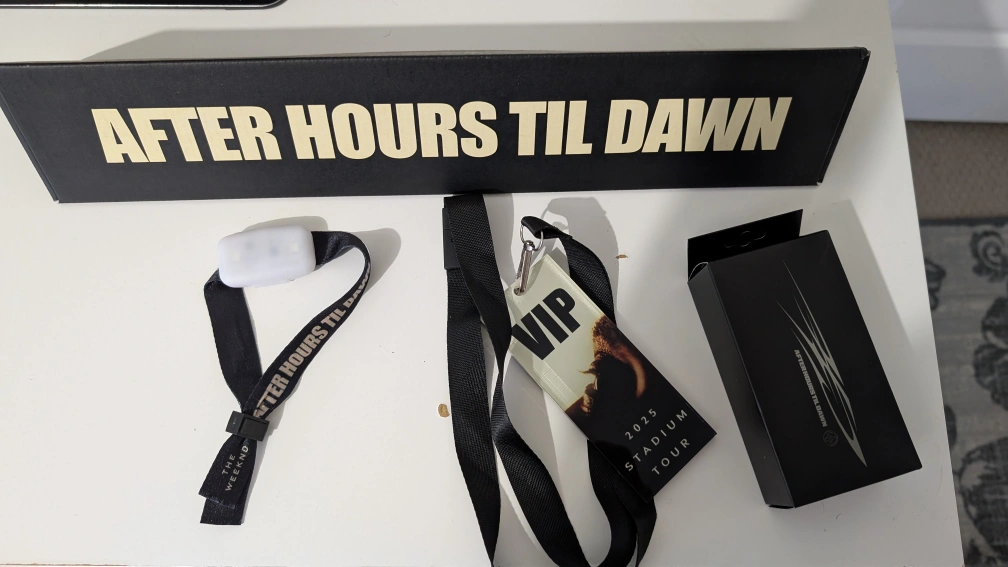 AFTER HOURS TIL DAWN
AFTER HOURS TIL DAWN
THE
WEEKND
VIP
2025
STADIUM
TOUR
AFTER HOURS TIL DAWN